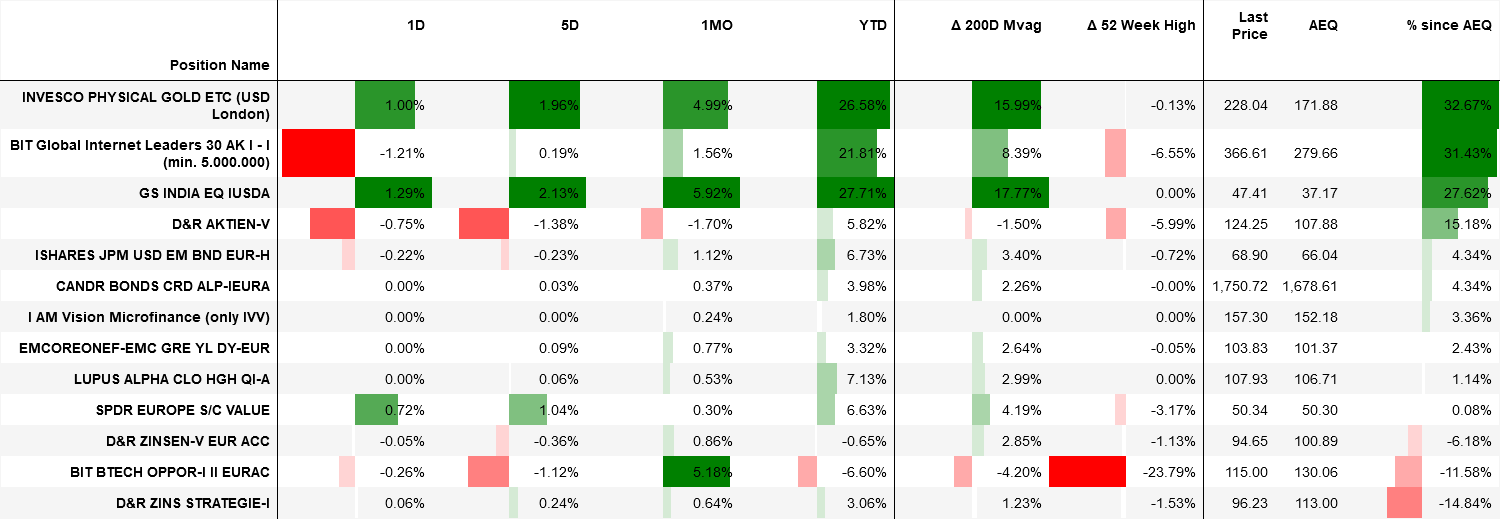 Position Name 1D 5D 1MO YTD Δ 200D Mvag Δ 52 Week High Last Price AEQ % since AEQ
INVESCO PHYSICAL GOLD ETC (USD London) 1.00% 1.96% 4.99% 26.58% 15.99% -0.13% 228.04 171.88 32.67%
BIT Global Internet Leaders 30 AK I - I (min. 5.000.000) -1.21% 0.19% 1.56% 21.81% 8.39% -6.55% 366.61 279.66 31.43%
GS INDIA EQ IUSDA 1.29% 2.13% 5.92% 27.71% 17.77% 0.00% 47.41 37.17 27.62%
D&R AKTIEN-V -0.75% -1.38% -1.70% 5.82% -1.50% -5.99% 124.25 107.88 15.18%
ISHARES JPM USD EM BND EUR-H -0.22% -0.23% 1.12% 6.73% 3.40% -0.72% 68.90 66.04 4.34%
CANDR BONDS CRD ALP-IEURA 0.00% 0.03% 0.37% 3.98% 2.26% -0.00% 1,750.72 1,678.61 4.34%
I AM Vision Microfinance (only IVV) 0.00% 0.00% 0.24% 1.80% 0.00% 0.00% 157.30 152.18 3.36%
EMCOREONEF-EMC GRE YL DY-EUR 0.00% 0.09% 0.77% 3.32% 2.64% -0.05% 103.83 101.37 2.43%
LUPUS ALPHA CLO HGH QI-A 0.00% 0.06% 0.53% 7.13% 2.99% 0.00% 107.93 106.71 1.14%
SPDR EUROPE S/C VALUE 0.72% 1.04% 0.30% 6.63% 4.19% -3.17% 50.34 50.30 0.08%
D&R ZINSEN-V EUR ACC -0.05% -0.36% 0.86% -0.65% 2.85% -1.13% 94.65 100.89 -6.18%
BIT BTECH OPPOR-I II EURAC -0.26% -1.12% 5.18% -6.60% -4.20% -23.79% 115.00 130.06 -11.58%
D&R ZINS STRATEGIE-I 0.06% 0.24% 0.64% 3.06% 1.23% -1.53% 96.23 113.00 -14.84%